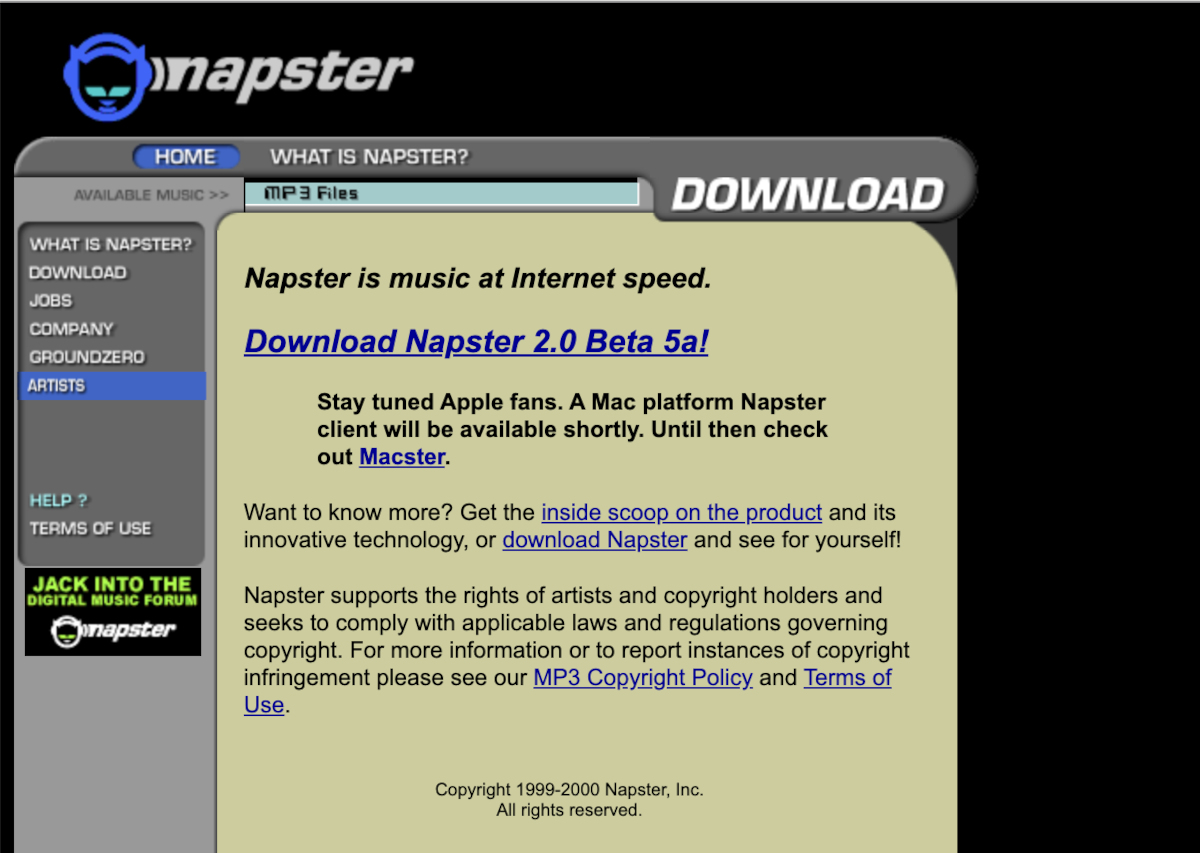 napster
HOME WHAT IS NAPSTER?
AVAILABLE MUSIC >> MP3 Files
DOWNLOAD
WHAT IS NAPSTER?
DOWNLOAD
JOBS
COMPANY
GROUNDZERO
ARTISTS
HELP ?
TERMS OF USE
JACK INTO THE
DIGITAL MUSIC FORUM
napster
Napster is music at Internet speed.
Download Napster 2.0 Beta 5a!
Stay tuned Apple fans. A Mac platform Napster
client will be available shortly. Until then check
out Macster.
Want to know more? Get the inside scoop on the product and its
innovative technology, or download Napster and see for yourself!
Napster supports the rights of artists and copyright holders and
seeks to comply with applicable laws and regulations governing
copyright. For more information or to report instances of copyright
infringement please see our MP3 Copyright Policy and Terms of
Use.
Copyright 1999-2000 Napster, Inc.
All rights reserved.